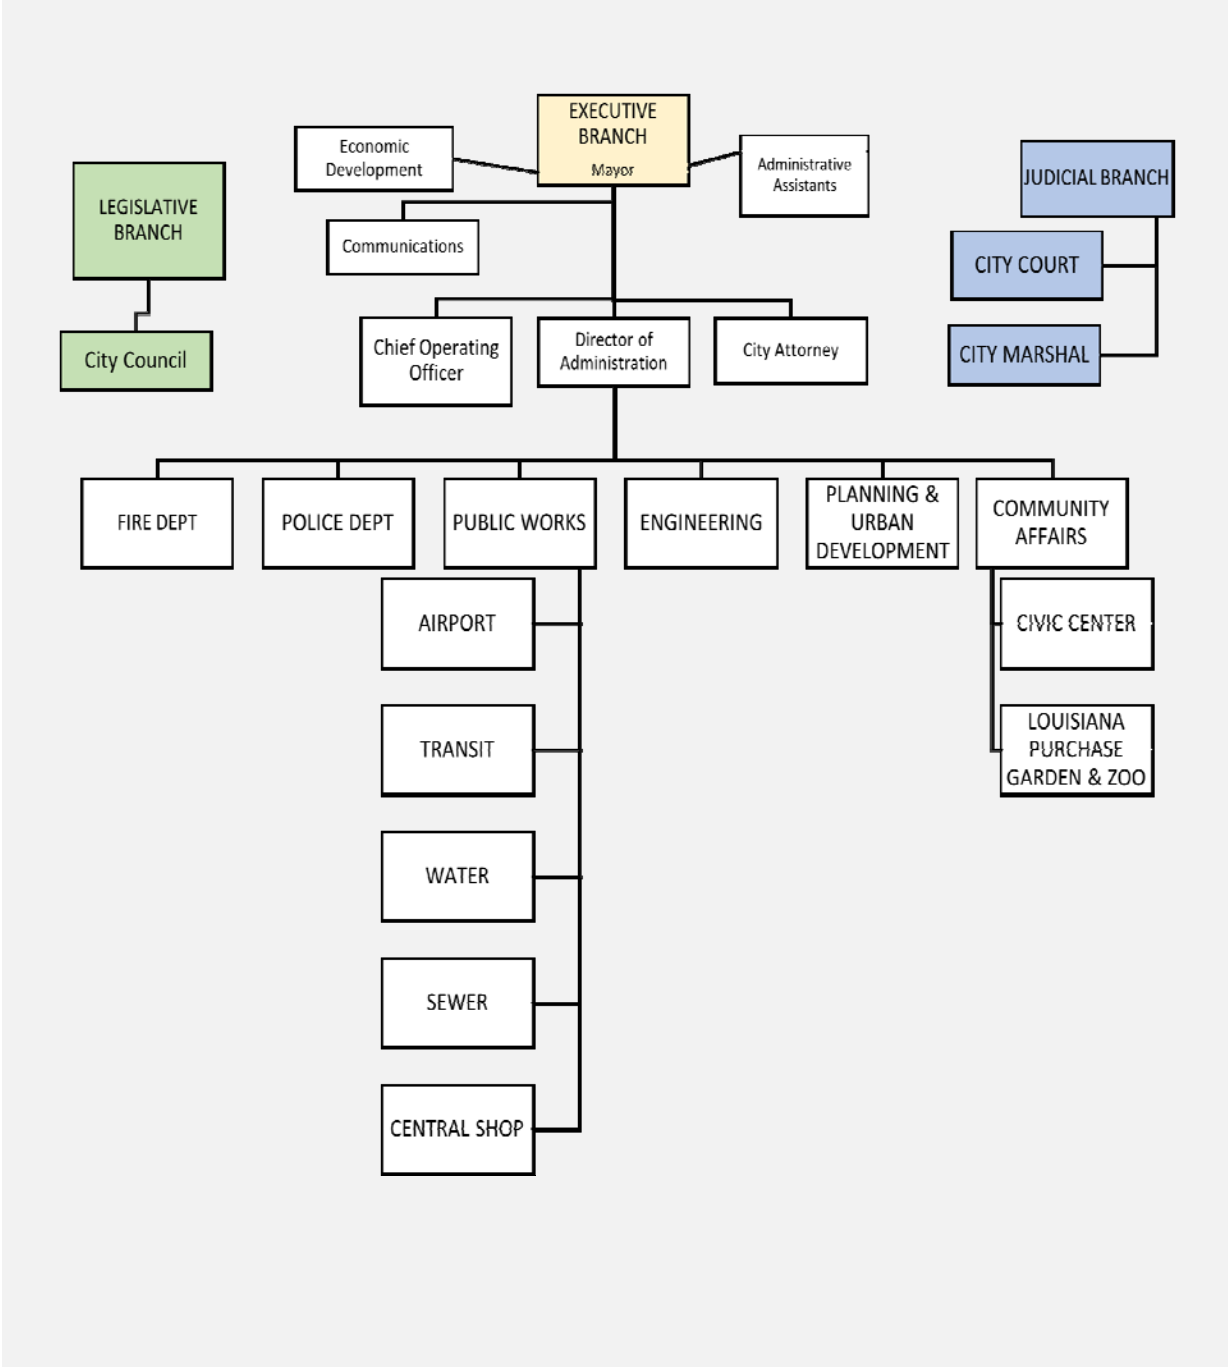 EXECUTIVE
BRANCH
Mayor
Economic
Development
Administrative
Assistants
Communications
LEGISLATIVE
BRANCH
City Council
JUDICIAL BRANCH
CITY COURT
CITY MARSHAL
Chief Operating
Officer
Director of
Administration
City Attorney
FIRE DEPT
POLICE DEPT
PUBLIC WORKS
ENGINEERING
PLANNING &
URBAN
DEVELOPMENT
COMMUNITY
AFFAIRS
AIRPORT
TRANSIT
WATER
SEWER
CENTRAL SHOP
CIVIC CENTER
LOUISIANA
PURCHASE
GARDEN & ZOO